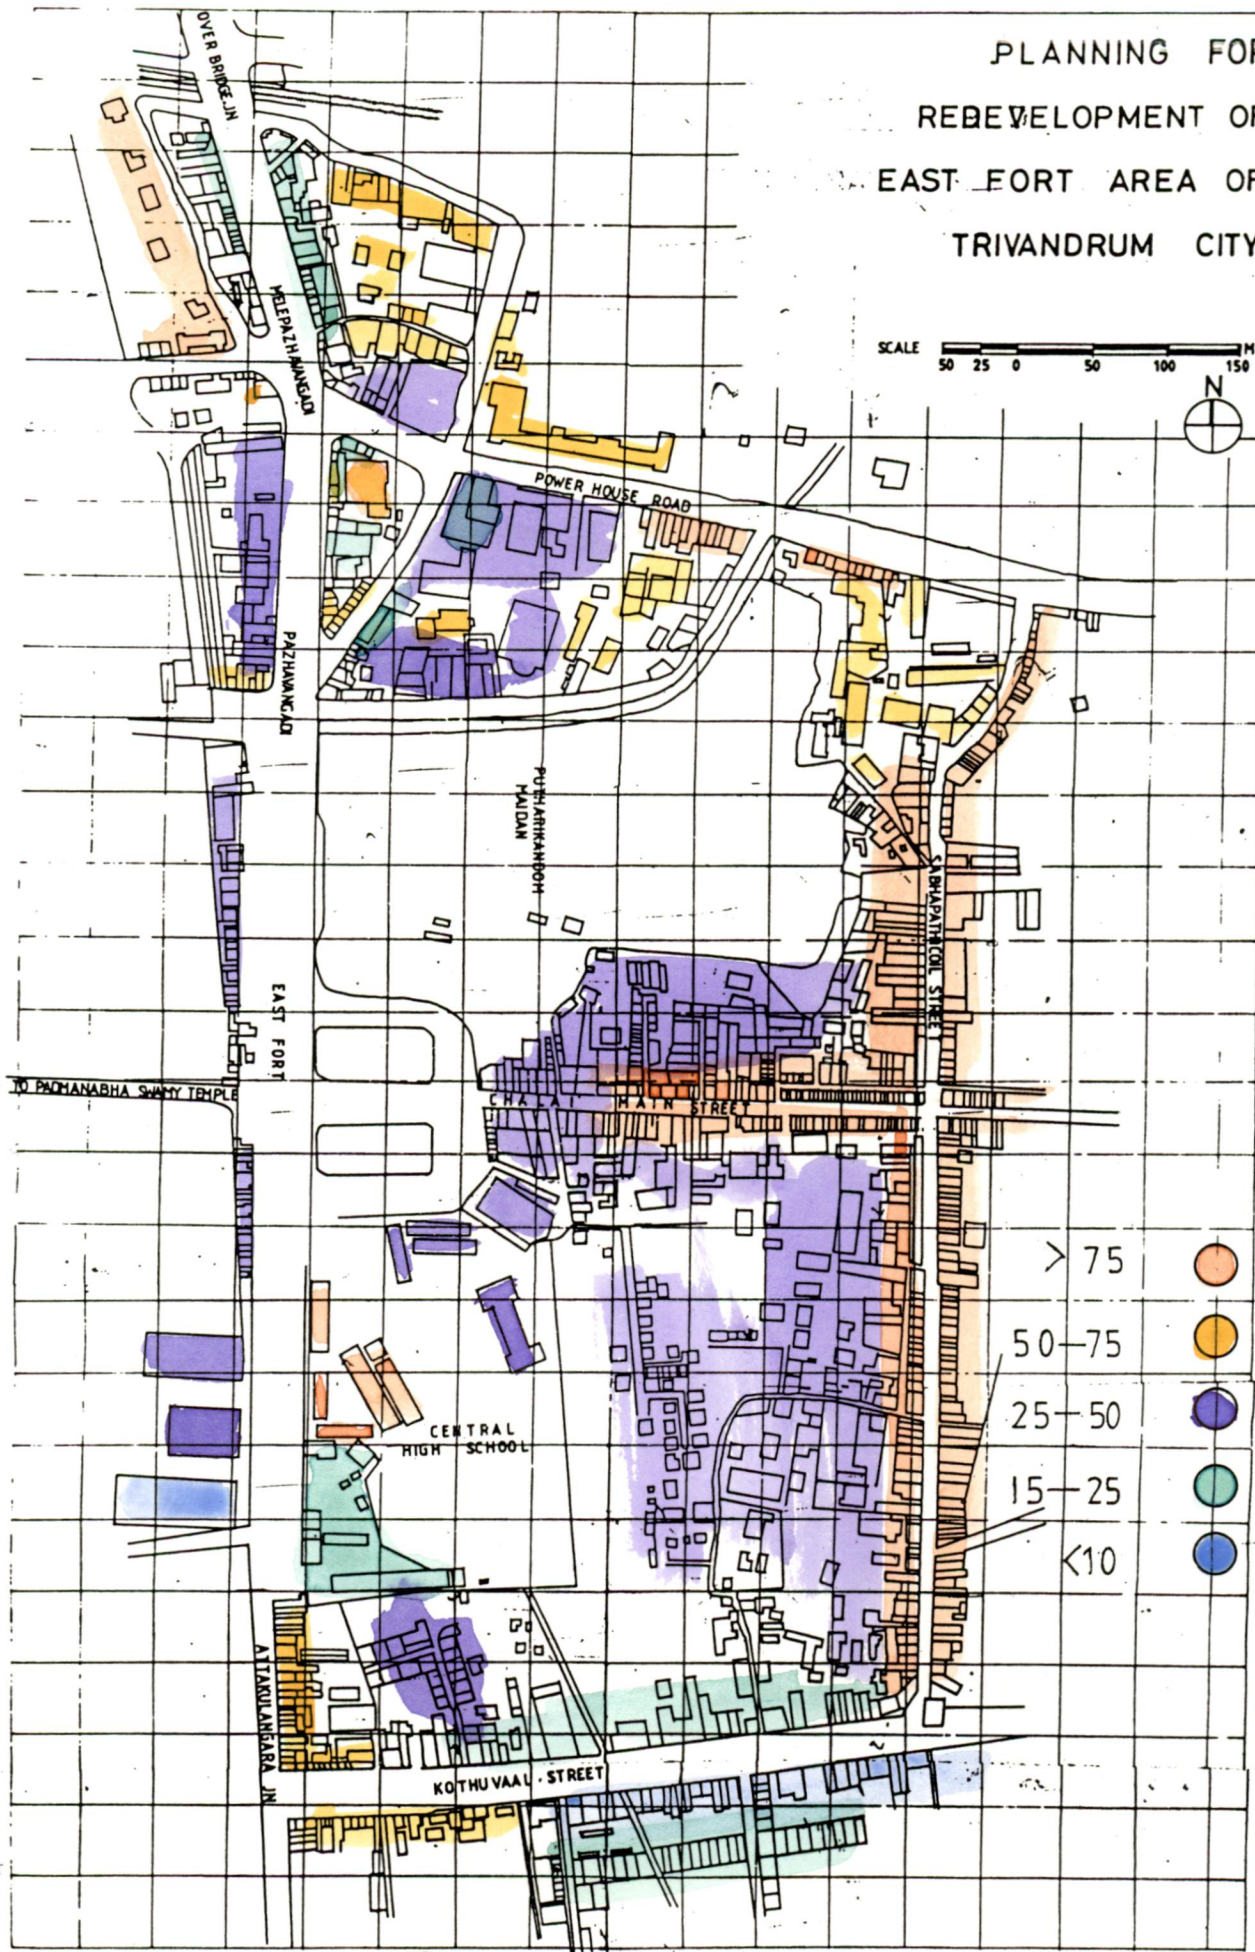 PLANNING FOR
REDEVELOPMENT OF
EAST FORT AREA OF
TRIVANDRUM CITY
SCALE
50 25 0 50 100 150
M
N
OVER BRIDGE JN
MELEPAZHAVANGADI
POWER HOUSE ROAD
PAZHAVANGADI
PUTHARIKANDOM
MAIDAN
SABHAPATHICOIL STREET
EAST FORT
TO PADMANABHA SWAMY TEMPLE
CHALAI MAIN STREET
> 75
50-75
25-50
15-25
<10
CENTRAL
HIGH SCHOOL
ATTAKULANGARA JN
KOTHUVAAL STREET